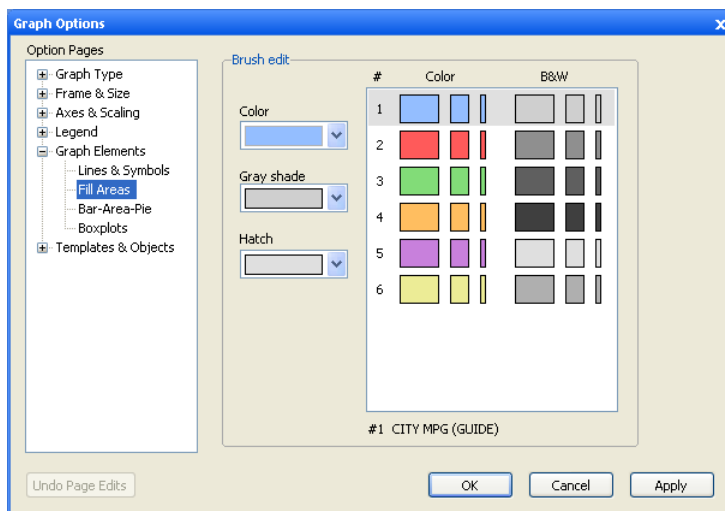 Graph Options
x
Option Pages
Graph Type
Frame & Size
Axes & Scaling
Legend
Graph Elements
Lines & Symbols
Fill Areas
Bar-Area-Pie
Boxplots
Templates & Objects
Brush edit
Color
Gray shade
Hatch
# Color B&W
1
2
3
4
5
6
#1 CITY MPG (GUIDE)
Undo Page Edits
OK
Cancel
Apply